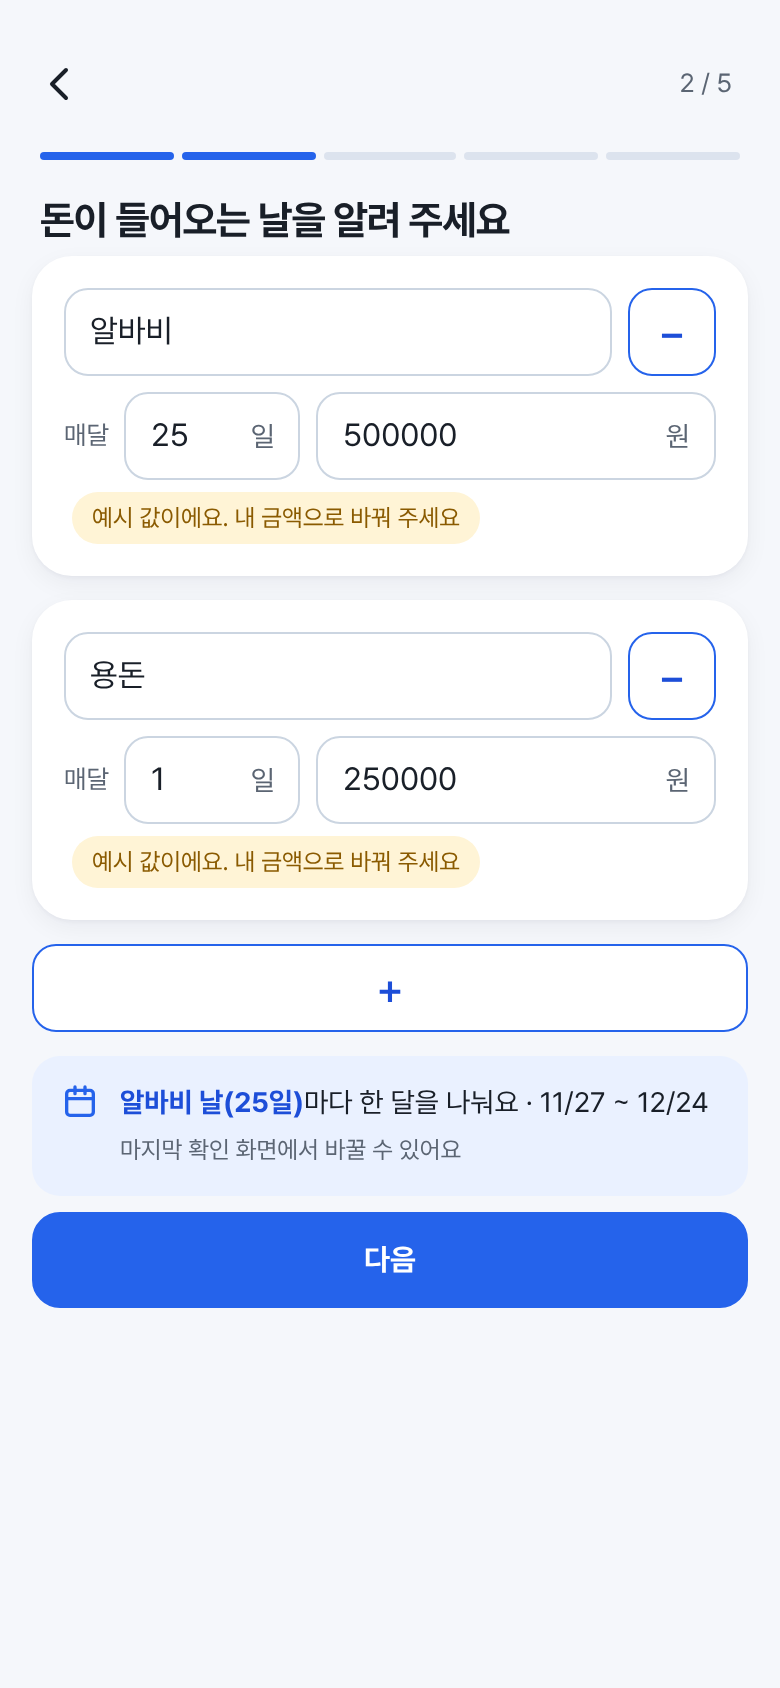 2 / 5
돈이 들어오는 날을 알려 주세요
알바비
–
매달 25 일 500000 원
예시 값이에요. 내 금액으로 바꿔 주세요
용돈
–
매달 1 일 250000 원
예시 값이에요. 내 금액으로 바꿔 주세요
+
알바비 날(25일)마다 한 달을 나눠요 · 11/27 ~ 12/24
마지막 확인 화면에서 바꿀 수 있어요
다음